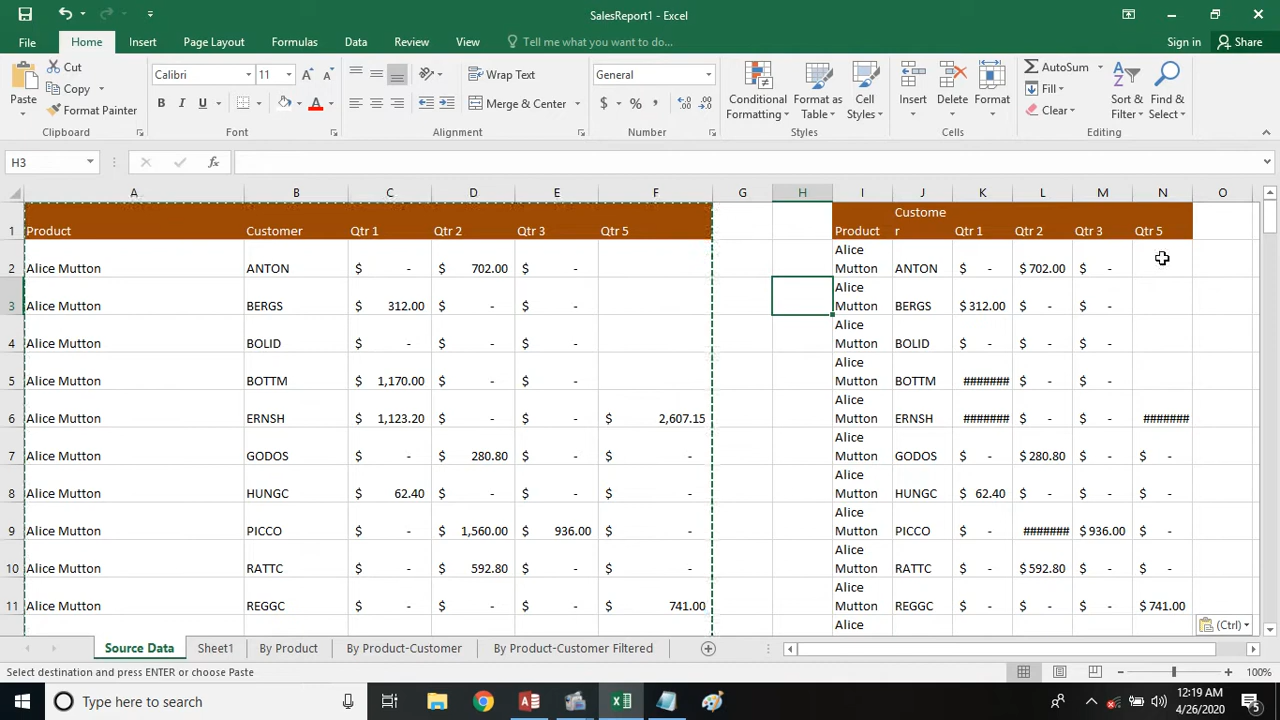 SalesReport1 - Excel
File Home Insert Page Layout Formulas Data Review View Tell me what you want to do... Sign in Share
Paste Cut Copy Format Painter Clipboard
Calibri 11 B I U A Font
Wrap Text Merge & Center Alignment
General $ % , Number
Conditional Formatting Format as Table Cell Styles Styles
Insert Delete Format Cells
AutoSum Fill Clear Sort & Filter Find & Select Editing
H3 fx
A B C D E F G H I J K L M N O
1 Product Customer Qtr 1 Qtr 2 Qtr 3 Qtr 5 Product Customer Qtr 1 Qtr 2 Qtr 3 Qtr 5
2 Alice Mutton ANTON $ - $ 702.00 $ - Alice Mutton ANTON $ - $ 702.00 $ -
3 Alice Mutton BERGS $ 312.00 $ - $ - Alice Mutton BERGS $ 312.00 $ - $ -
4 Alice Mutton BOLID $ - $ - $ - Alice Mutton BOLID $ - $ - $ -
5 Alice Mutton BOTTM $ 1,170.00 $ - $ - Alice Mutton BOTTM ####### $ - $ -
6 Alice Mutton ERNSH $ 1,123.20 $ - $ - $ 2,607.15 Alice Mutton ERNSH ####### $ - $ - #######
7 Alice Mutton GODOS $ - $ 280.80 $ - $ - Alice Mutton GODOS $ - $ 280.80 $ - $ -
8 Alice Mutton HUNGC $ 62.40 $ - $ - $ - Alice Mutton HUNGC $ 62.40 $ - $ - $ -
9 Alice Mutton PICCO $ - $ 1,560.00 $ 936.00 $ - Alice Mutton PICCO $ - ####### $ 936.00 $ -
10 Alice Mutton RATTC $ - $ 592.80 $ - $ - Alice Mutton RATTC $ - $ 592.80 $ - $ -
11 Alice Mutton REGGC $ - $ - $ - $ 741.00 Alice Mutton REGGC $ - $ - $ - $ 741.00
Alice (Ctrl)
Source Data Sheet1 By Product By Product-Customer By Product-Customer Filtered
Select destination and press ENTER or choose Paste 100%
Type here to search 12:19 AM
4/26/2020 5